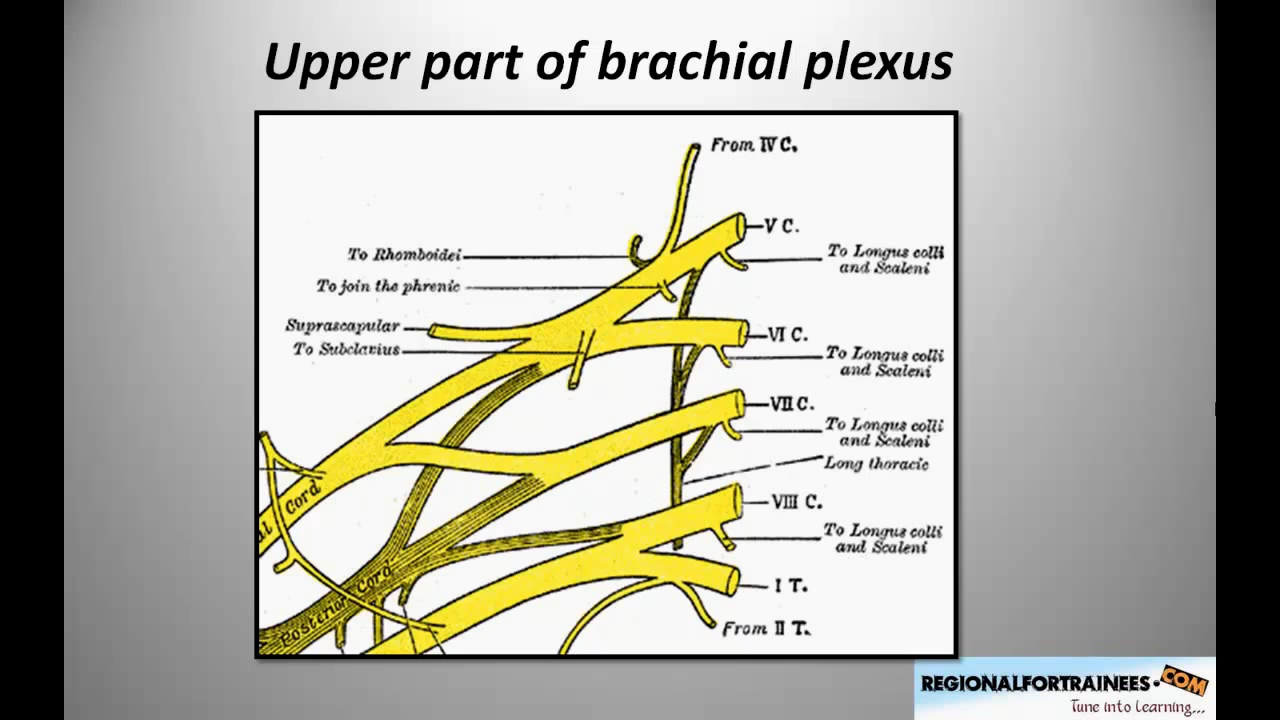 Upper part of brachial plexus
From IV C.
V C.
To Rhomboidei
To Longus colli
and Scaleni
To join the phrenic
Suprascapular
To Subclavius
VI C.
To Longus colli
and Scaleni
VII C.
To Longus colli
and Scaleni
Long thoracic
VIII C.
To Longus colli
and Scaleni
al Cord
Posterior Cord
I T.
From II T.
REGIONALFORTRAINEES.COM
Tune into Learning...